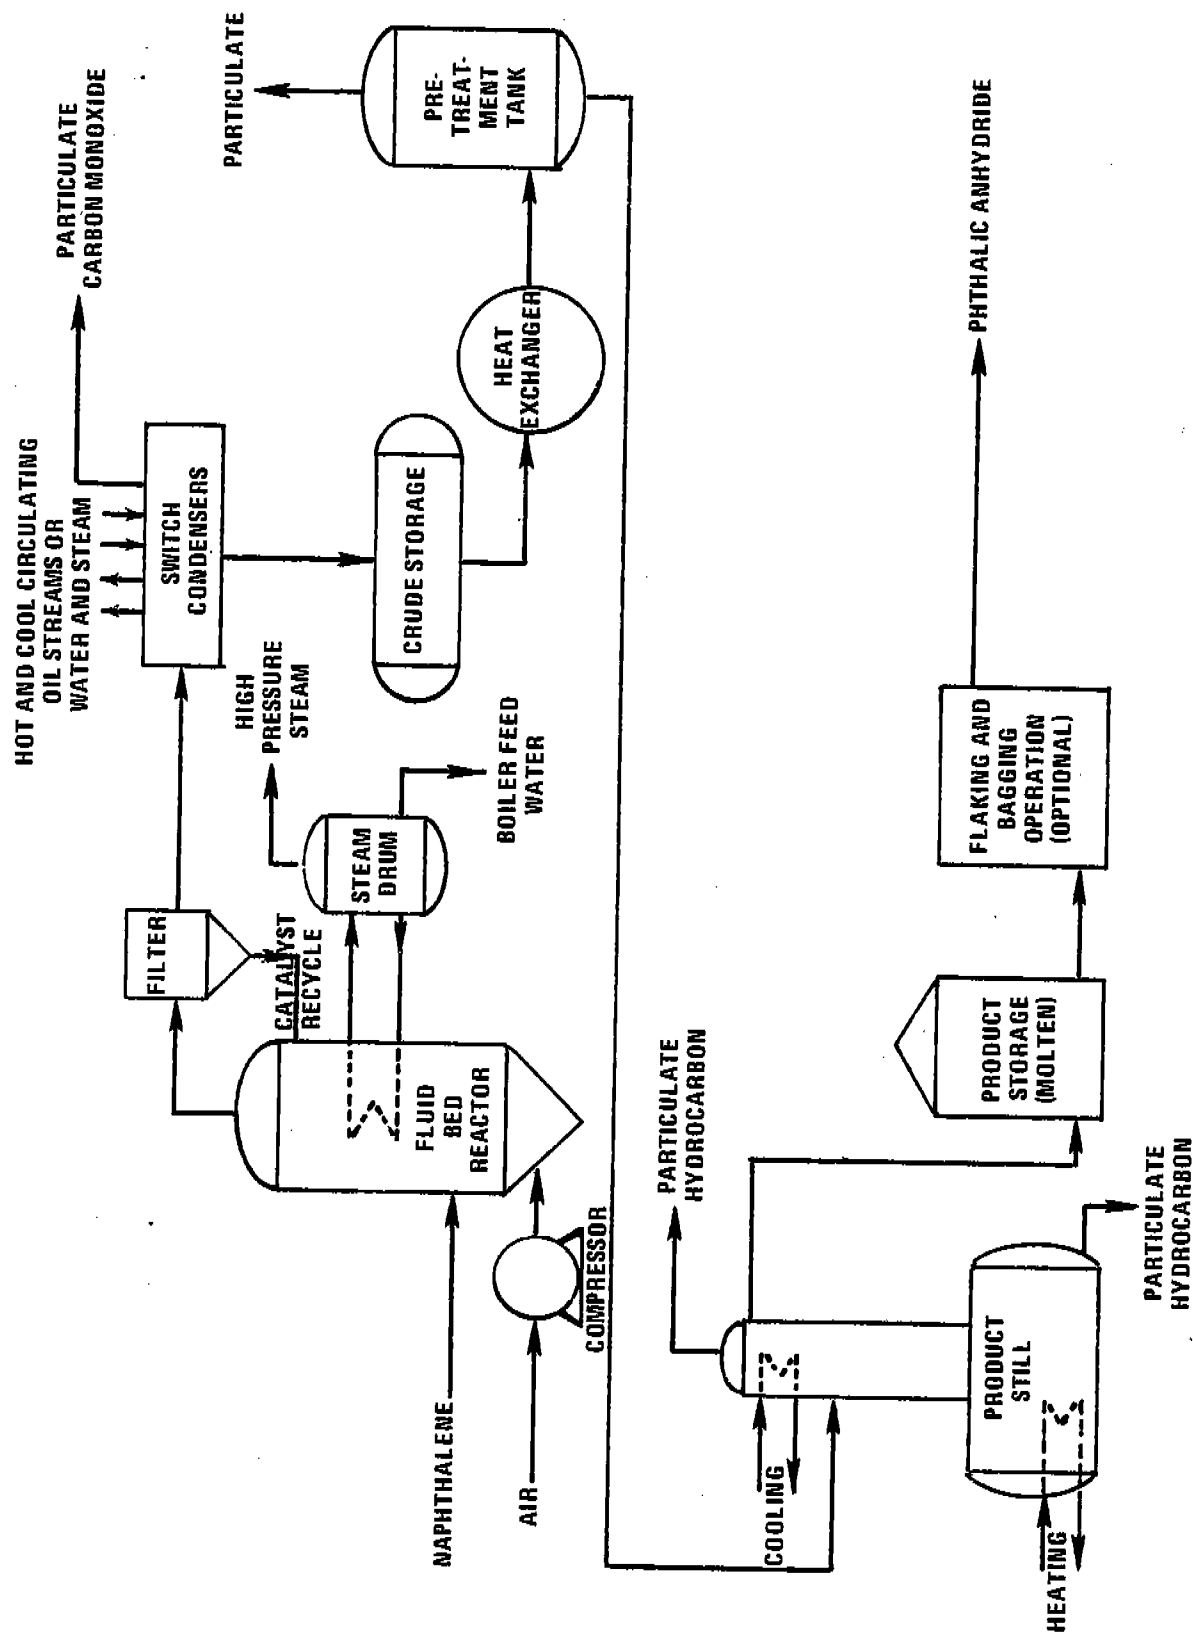 HOT AND COOL CIRCULATING
OIL STREAMS OR
WATER AND STEAM
PARTICULATE
CARBON MONOXIDE
PARTICULATE
FILTER
SWITCH
CONDENSERS
PRE-
TREAT-
MENT
TANK
HIGH
PRESSURE
STEAM
CATALYST
RECYCLE
STEAM
DRUM
CRUDE STORAGE
HEAT
EXCHANGER
FLUID
BED
REACTOR
BOILER FEED
WATER
NAPHTHALENE
AIR
COMPRESSOR
PARTICULATE
HYDROCARBON
COOLING
PRODUCT
STILL
HEATING
PARTICULATE
HYDROCARBON
PRODUCT
STORAGE
(MOLTEN)
FLAKING AND
BAGGING
OPERATION
(OPTIONAL)
PHTHALIC ANHYDRIDE